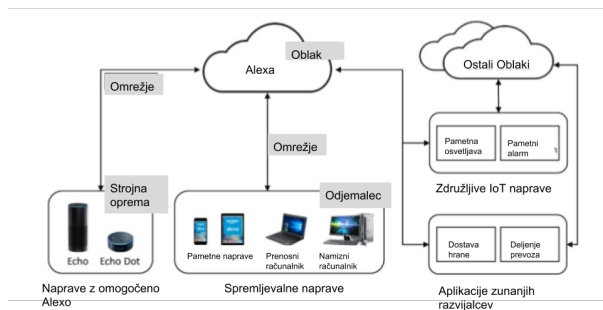 Oblak
Alexa
Ostali Oblaki
Omrežje
Omrežje
Pametna
osvetljava
Pametni
alarm
Združljive IoT naprave
Strojna
oprema
Echo
Echo Dot
Naprave z omogočeno
Alexo
Odjemalec
Pametne naprave
Prenosni
računalnik
Namizni
računalnik
Spremljevalne naprave
Dostava
hrane
Deljenje
prevoza
Aplikacije zunanjih
razvijalcev